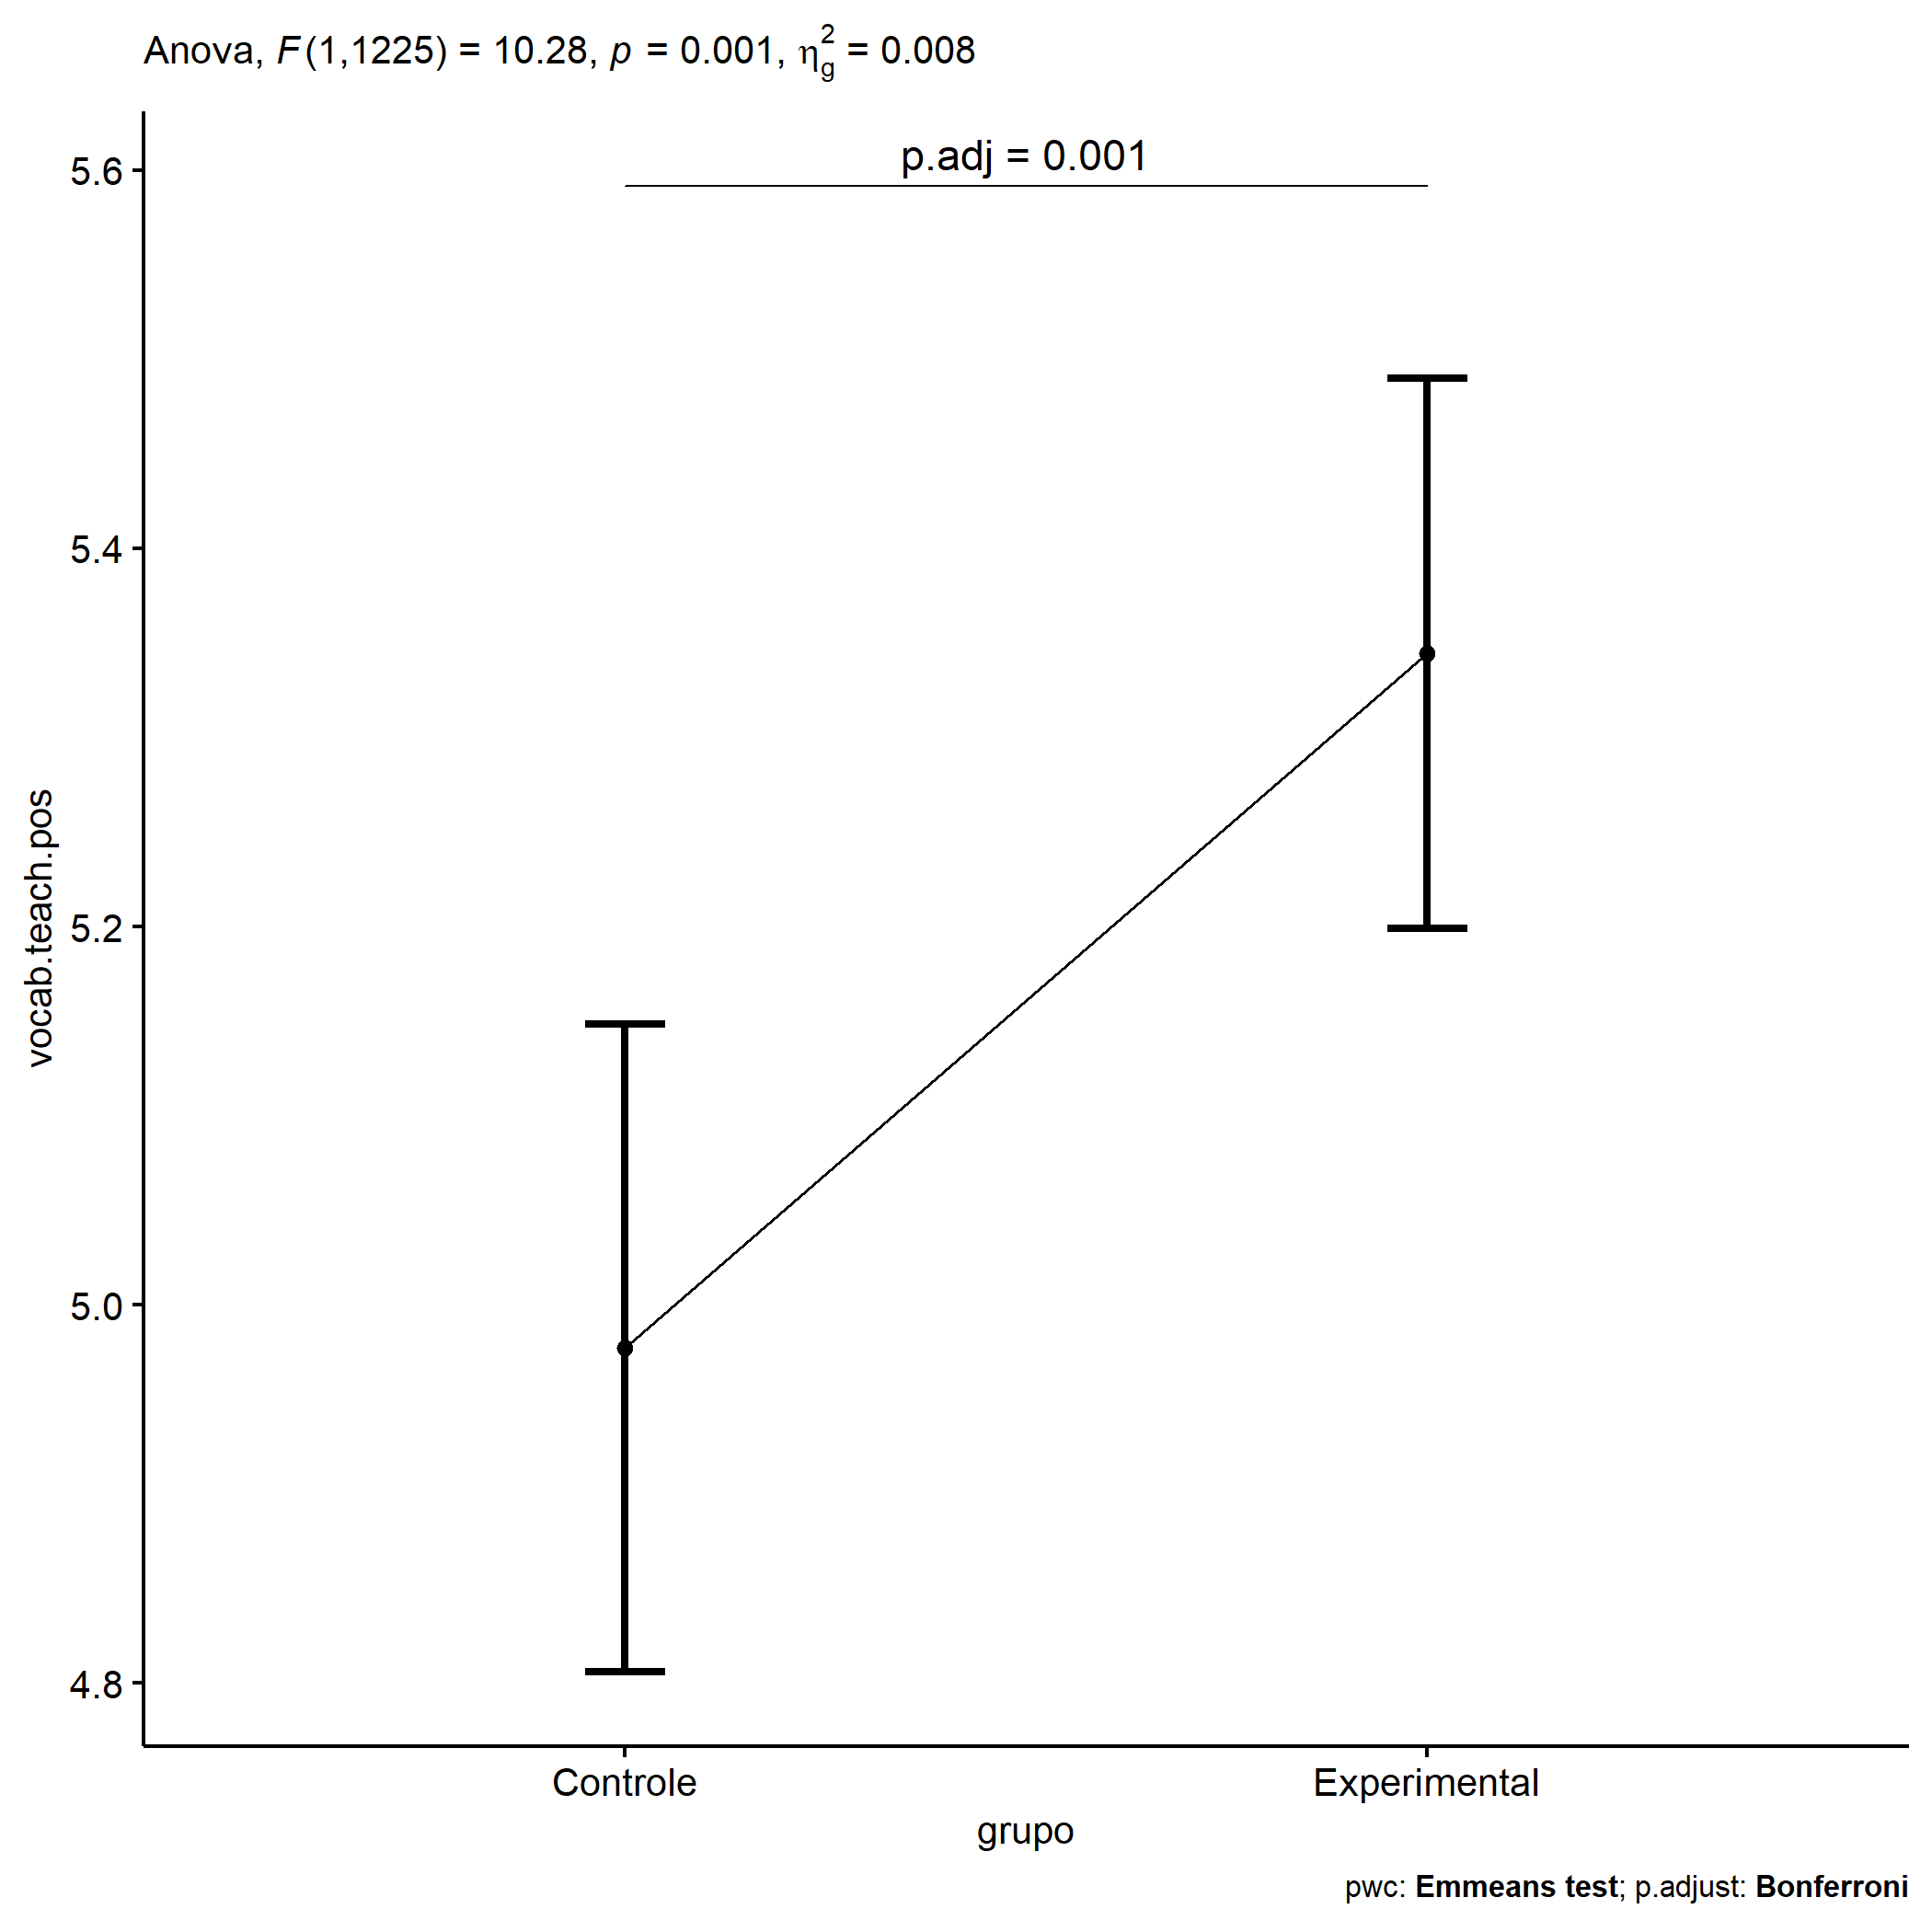 Anova, F(1,1225) = 10.28, p = 0.001, η²g = 0.008
p.adj = 0.001
5.6
5.4
5.2
5.0
4.8
vocab.teach.pos
Controle Experimental
grupo
pwc: Emmeans test; p.adjust: Bonferroni